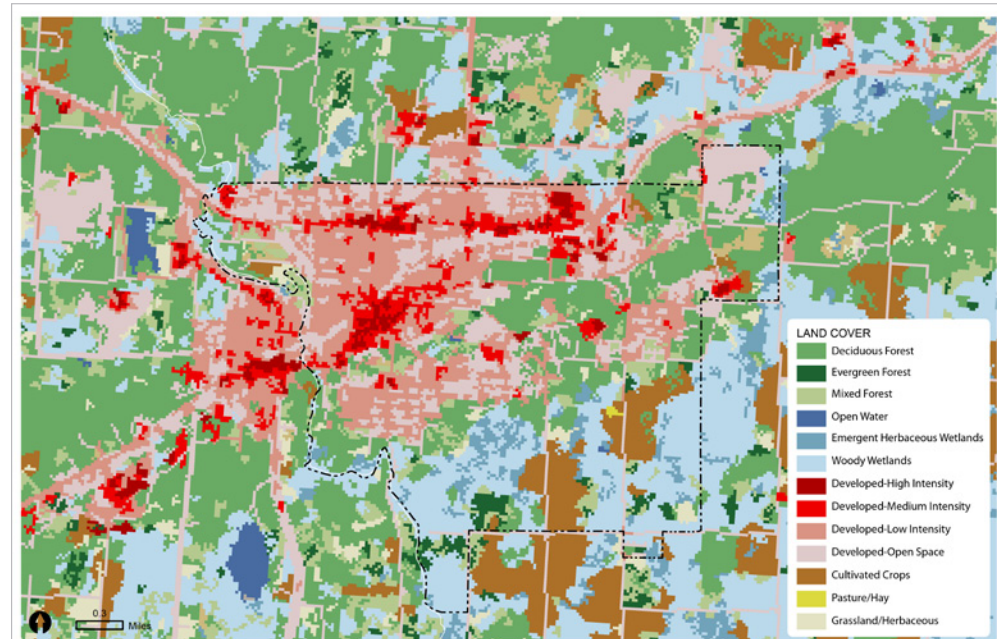 LAND COVER
Deciduous Forest
Evergreen Forest
Mixed Forest
Open Water
Emergent Herbaceous Wetlands
Woody Wetlands
Developed-High Intensity
Developed-Medium Intensity
Developed-Low Intensity
Developed-Open Space
Cultivated Crops
Pasture/Hay
Grassland/Herbaceous
0.3
Miles